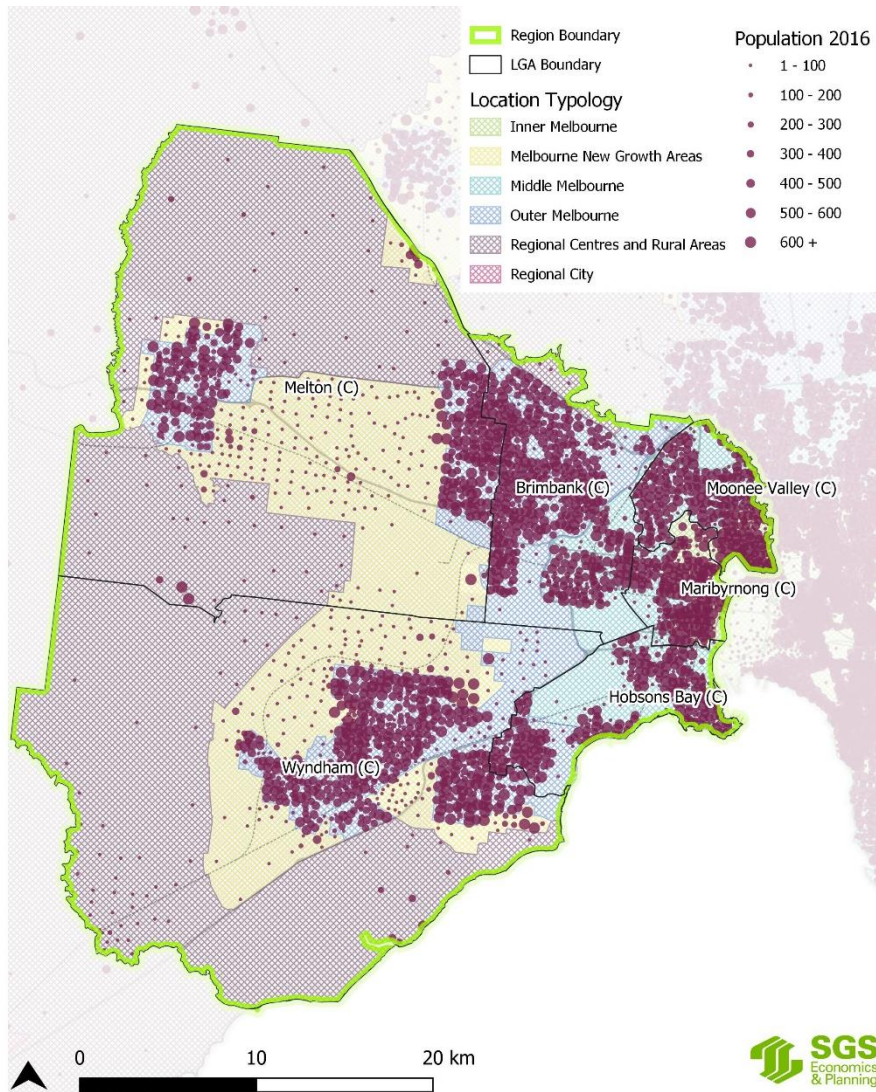 Region Boundary
LGA Boundary
Location Typology
Inner Melbourne
Melbourne New Growth Areas
Middle Melbourne
Outer Melbourne
Regional Centres and Rural Areas
Regional City
Population 2016
1 - 100
100 - 200
200 - 300
300 - 400
400 - 500
500 - 600
600 +
Melton (C)
Brimbank (C)
Moonee Valley (C)
Maribyrnong (C)
Hobsons Bay (C)
Wyndham (C)
0 10 20 km
SGS
Economics
& Planning